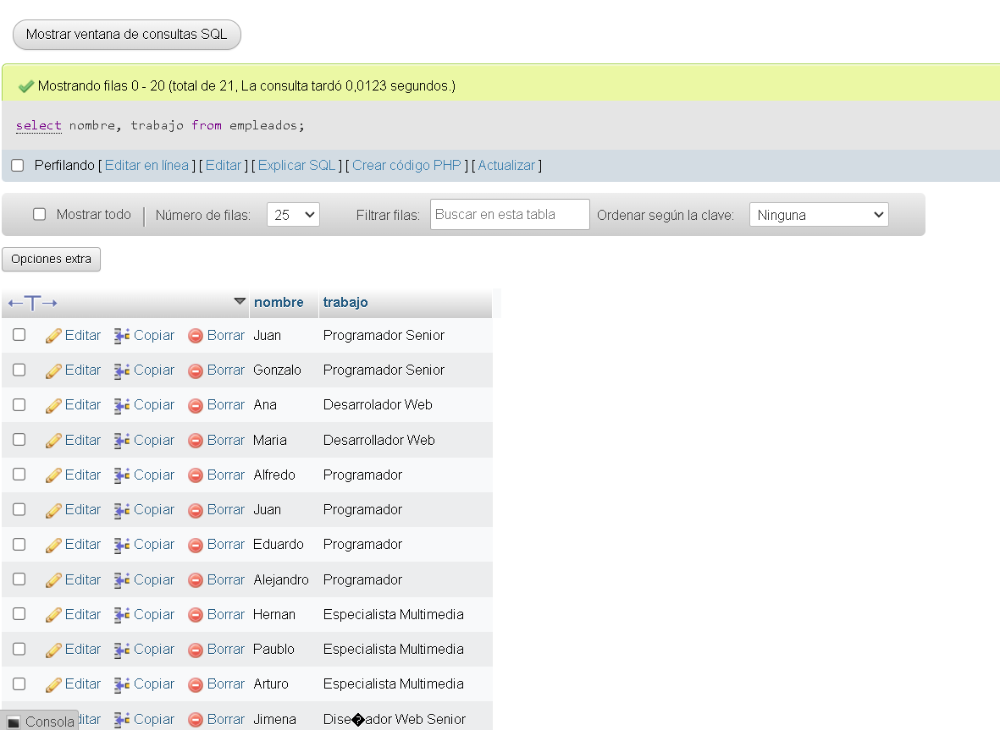 Mostrar ventana de consultas SQL
Mostrando filas 0 - 20 (total de 21, La consulta tardó 0,0123 segundos.)
select nombre, trabajo from empleados;
Perfilando [ Editar en línea ] [ Editar ] [ Explicar SQL ] [ Crear código PHP ] [ Actualizar ]
Mostrar todo | Número de filas: 25 Filtrar filas: Buscar en esta tabla Ordenar según la clave: Ninguna
Opciones extra
←T→ nombre trabajo
Editar Copiar Borrar Juan Programador Senior
Editar Copiar Borrar Gonzalo Programador Senior
Editar Copiar Borrar Ana Desarrolador Web
Editar Copiar Borrar Maria Desarrollador Web
Editar Copiar Borrar Alfredo Programador
Editar Copiar Borrar Juan Programador
Editar Copiar Borrar Eduardo Programador
Editar Copiar Borrar Alejandro Programador
Editar Copiar Borrar Hernan Especialista Multimedia
Editar Copiar Borrar Paublo Especialista Multimedia
Editar Copiar Borrar Arturo Especialista Multimedia
Consola ditar Copiar Borrar Jimena Dise�ador Web Senior